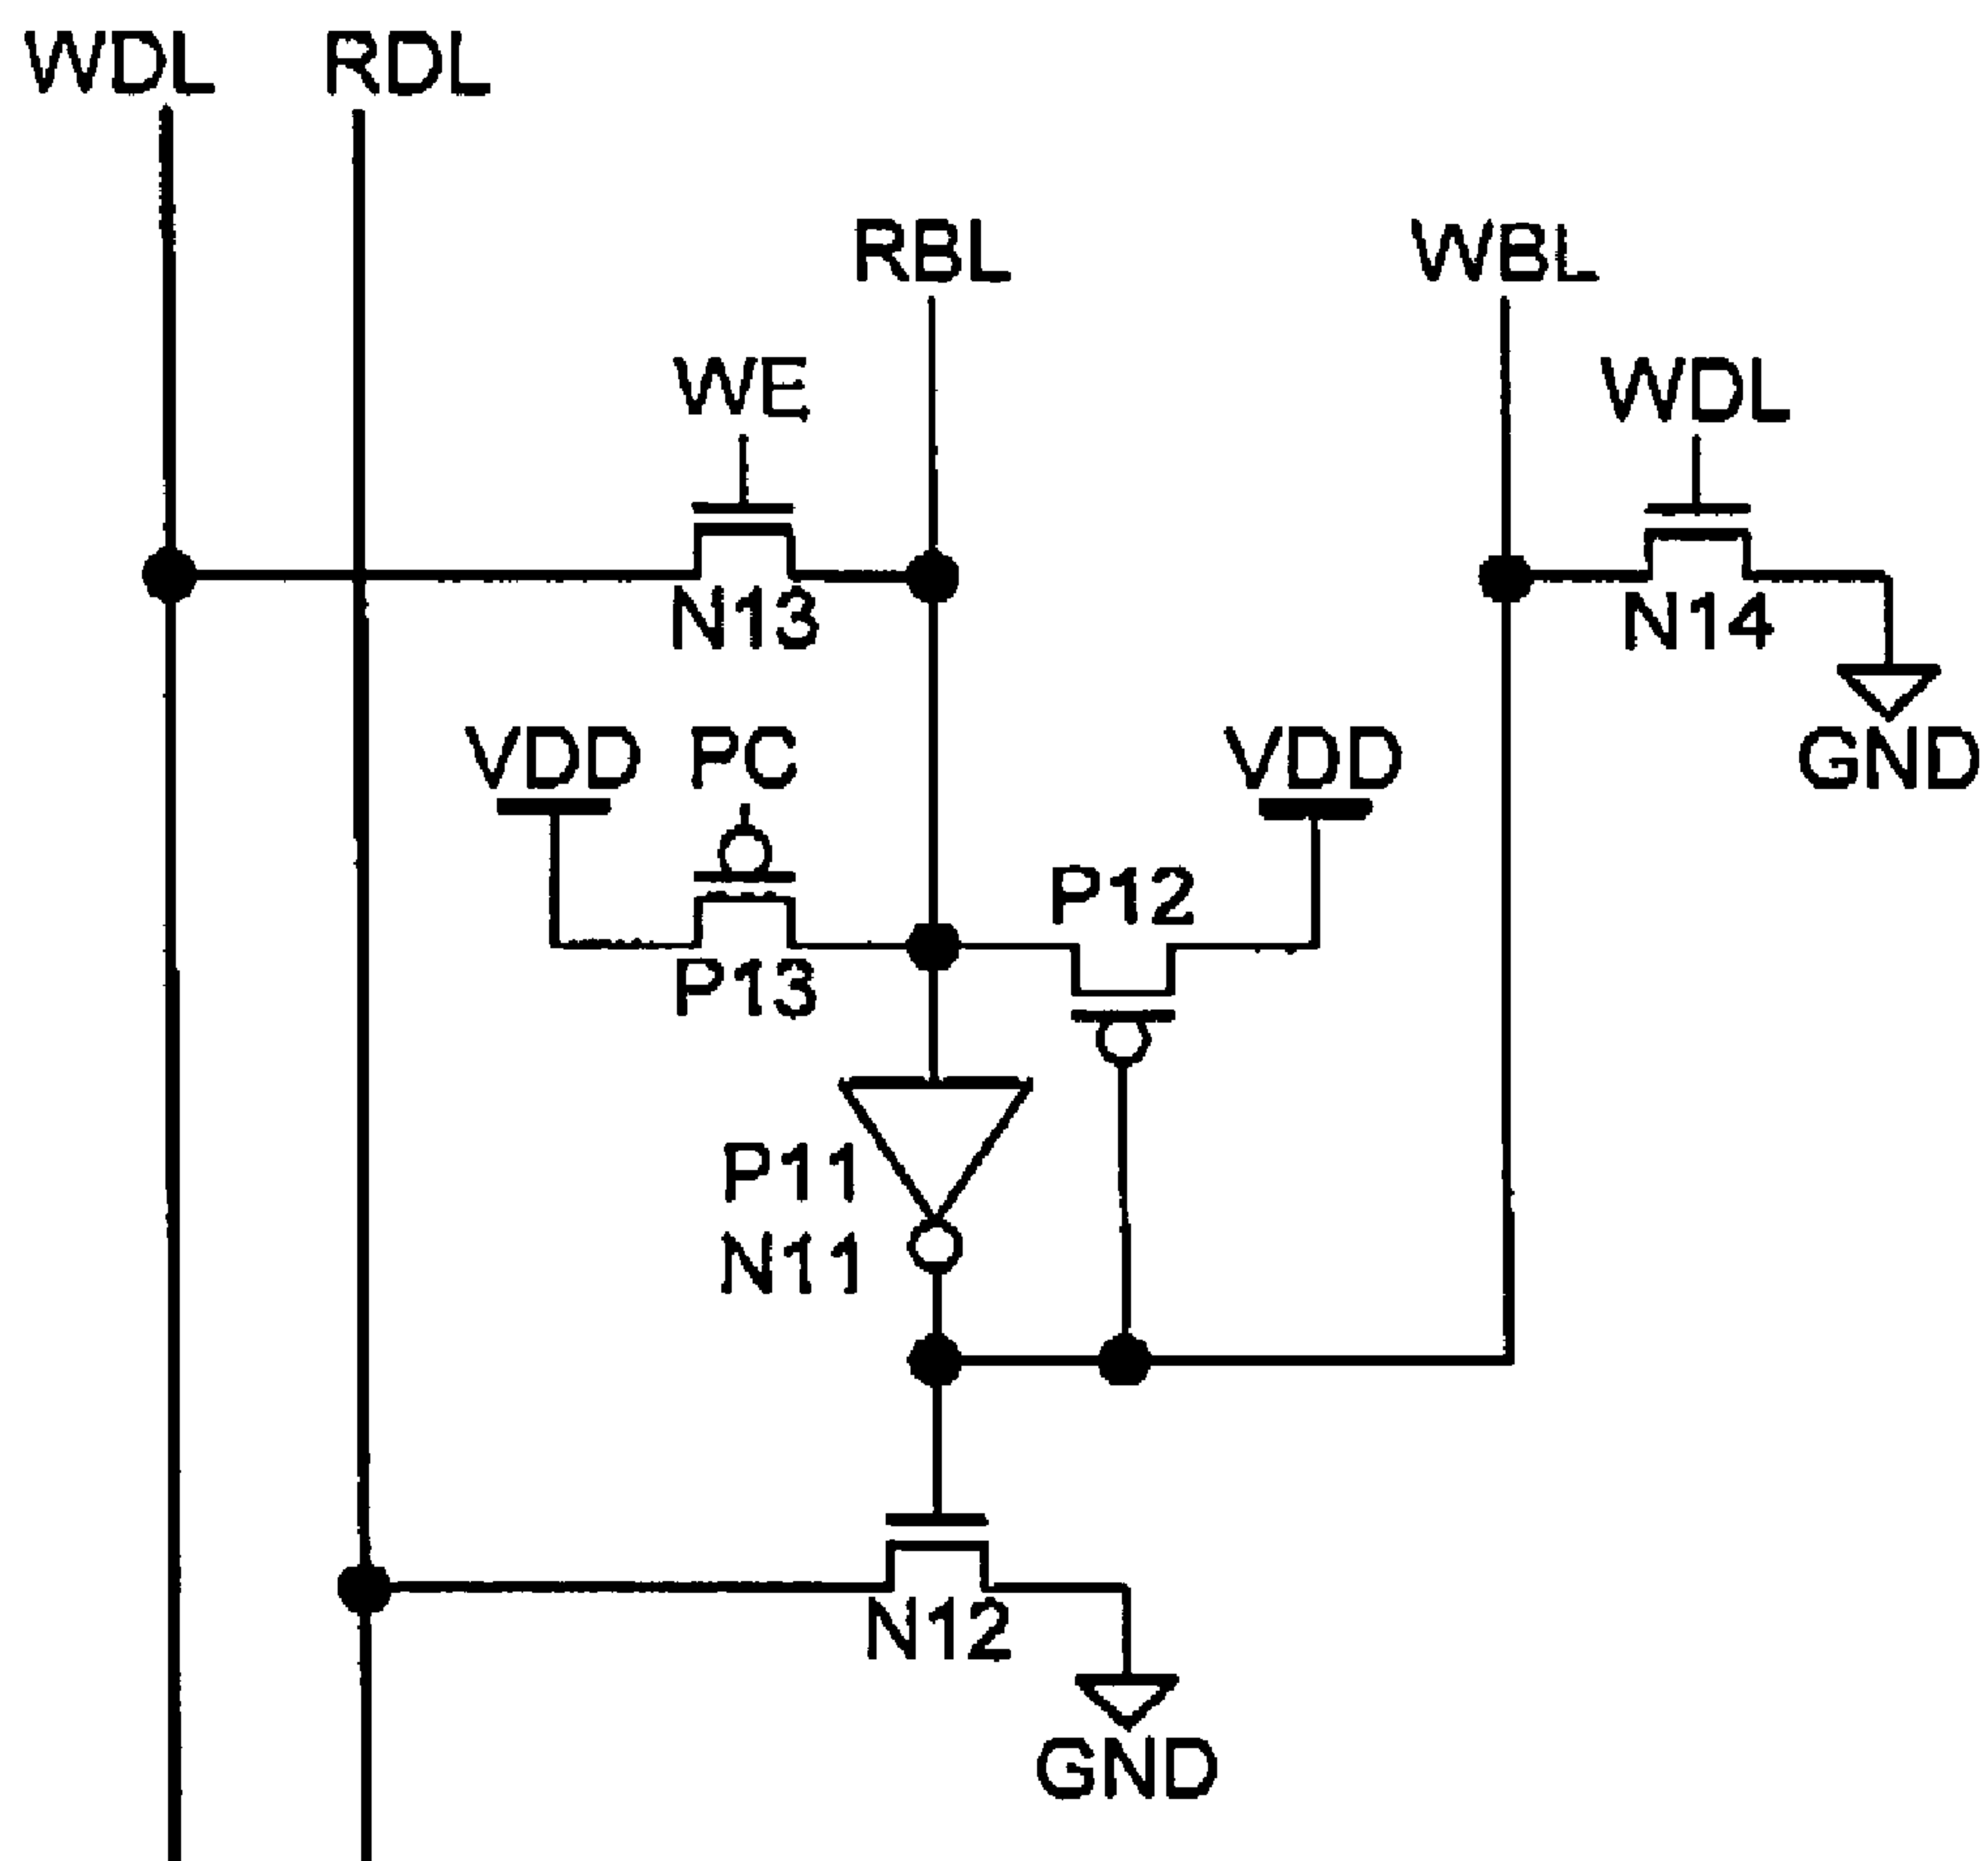 WDL RDL
RBL WBL
WE WDL
N13 N14
VDD PC VDD GND
P12
P13
P11
N11
N12
GND